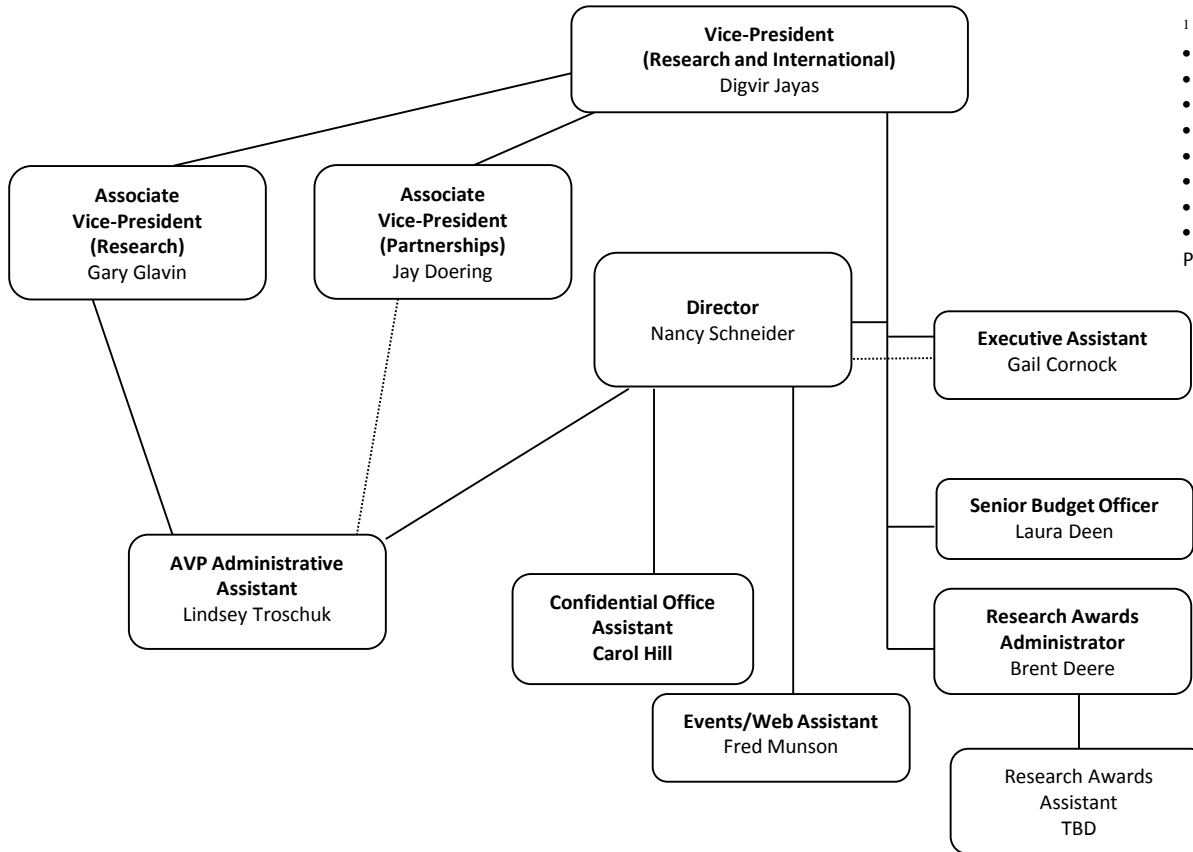 Vice-President
(Research and International)
Digvir Jayas
1
•
•
•
•
•
•
•
•
P
Associate
Vice-President
(Research)
Gary Glavin
Associate
Vice-President
(Partnerships)
Jay Doering
Director
Nancy Schneider
Executive Assistant
Gail Cornock
Senior Budget Officer
Laura Deen
AVP Administrative
Assistant
Lindsey Troschuk
Confidential Office
Assistant
Carol Hill
Research Awards
Administrator
Brent Deere
Events/Web Assistant
Fred Munson
Research Awards
Assistant
TBD